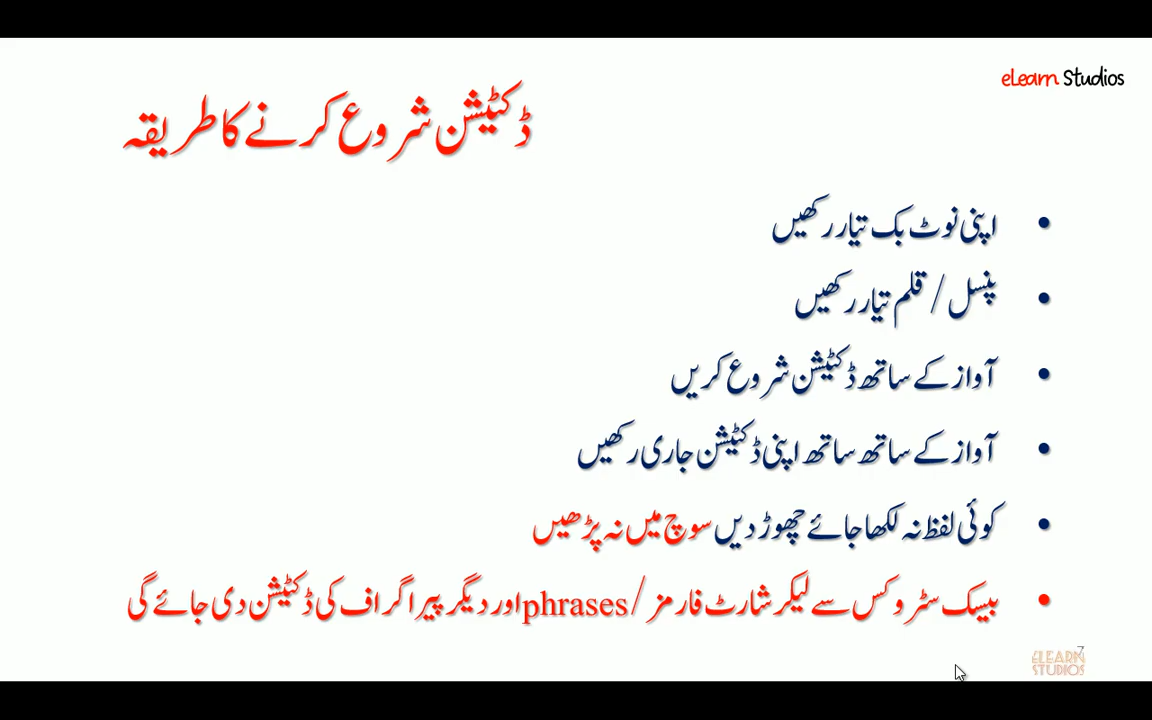 eLearn Studios
ڈکٹیشن شروع کرنے کا طریقہ
• اپنی نوٹ بک تیار رکھیں
• پنسل / قلم تیار رکھیں
• آواز کے ساتھ ڈکٹیشن شروع کریں
• آواز کے ساتھ ساتھ اپنی ڈکٹیشن جاری رکھیں
• کوئی لفظ نہ لکھا جائے چھوڑ دیں سوچ میں نہ پڑھیں
• بیسک سٹروکس سے لیکر شارٹ فارمز / phrases اور دیگر پیراگراف کی ڈکٹیشن دی جائے گی
7
ELEARN
STUDIOS